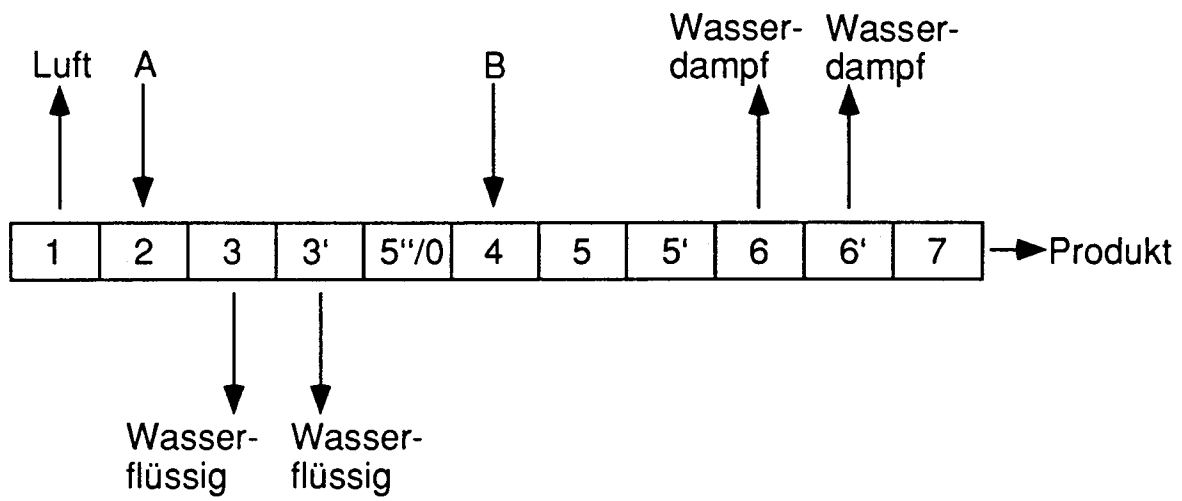 Wasser- Wasser-
Luft A B dampf dampf
1 2 3 3' 5"/0 4 5 5' 6 6' 7 Produkt
Wasser- Wasser-
flüssig flüssig